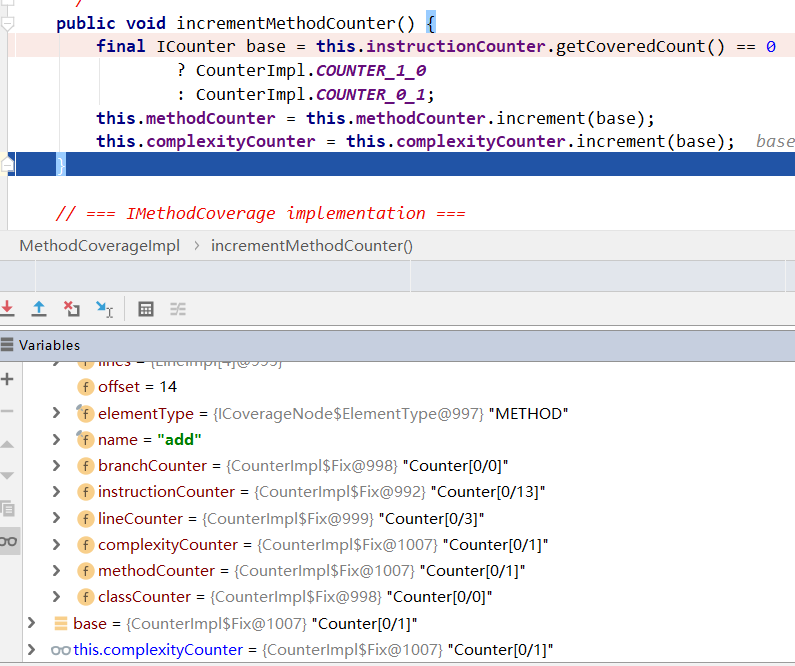 public void incrementMethodCounter() {
final ICounter base = this.instructionCounter.getCoveredCount() == 0
? CounterImpl.COUNTER_1_0
: CounterImpl.COUNTER_0_1;
this.methodCounter = this.methodCounter.increment(base);
this.complexityCounter = this.complexityCounter.increment(base); base
}
// === IMethodCoverage implementation ===
MethodCoverageImpl › incrementMethodCounter()
Variables
lines = {LineImpl[4]@995}
offset = 14
elementType = {ICoverageNode$ElementType@997} "METHOD"
name = "add"
branchCounter = {CounterImpl$Fix@998} "Counter[0/0]"
instructionCounter = {CounterImpl$Fix@992} "Counter[0/13]"
lineCounter = {CounterImpl$Fix@999} "Counter[0/3]"
complexityCounter = {CounterImpl$Fix@1007} "Counter[0/1]"
methodCounter = {CounterImpl$Fix@1007} "Counter[0/1]"
classCounter = {CounterImpl$Fix@998} "Counter[0/0]"
base = {CounterImpl$Fix@1007} "Counter[0/1]"
this.complexityCounter = {CounterImpl$Fix@1007} "Counter[0/1]"